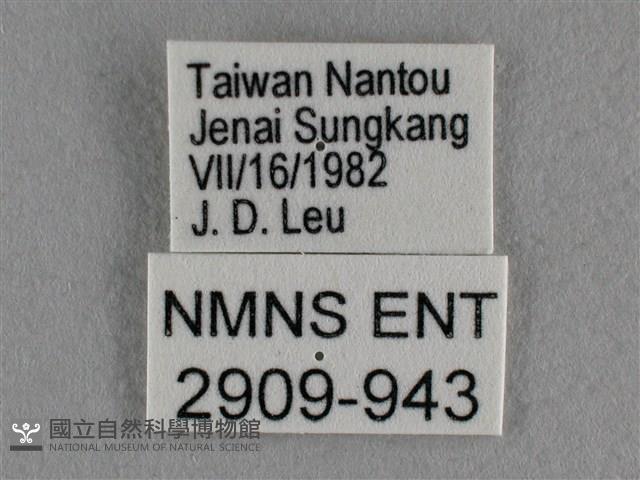 Taiwan Nantou
Jenai Sungkang
VII/16/1982
J. D. Leu
NMNS ENT
2909-943
國立自然科學博物館
NATIONAL MUSEUM OF NATURAL SCIENCE